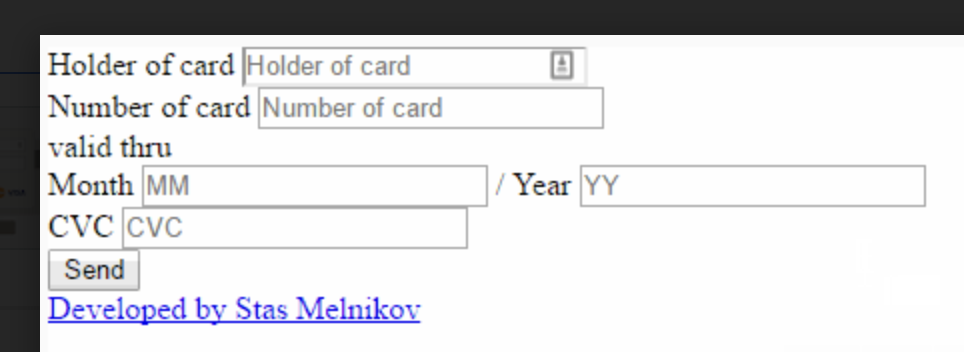 Holder of card Holder of card
Number of card Number of card
valid thru
Month MM / Year YY
CVC CVC
Send
Developed by Stas Melnikov